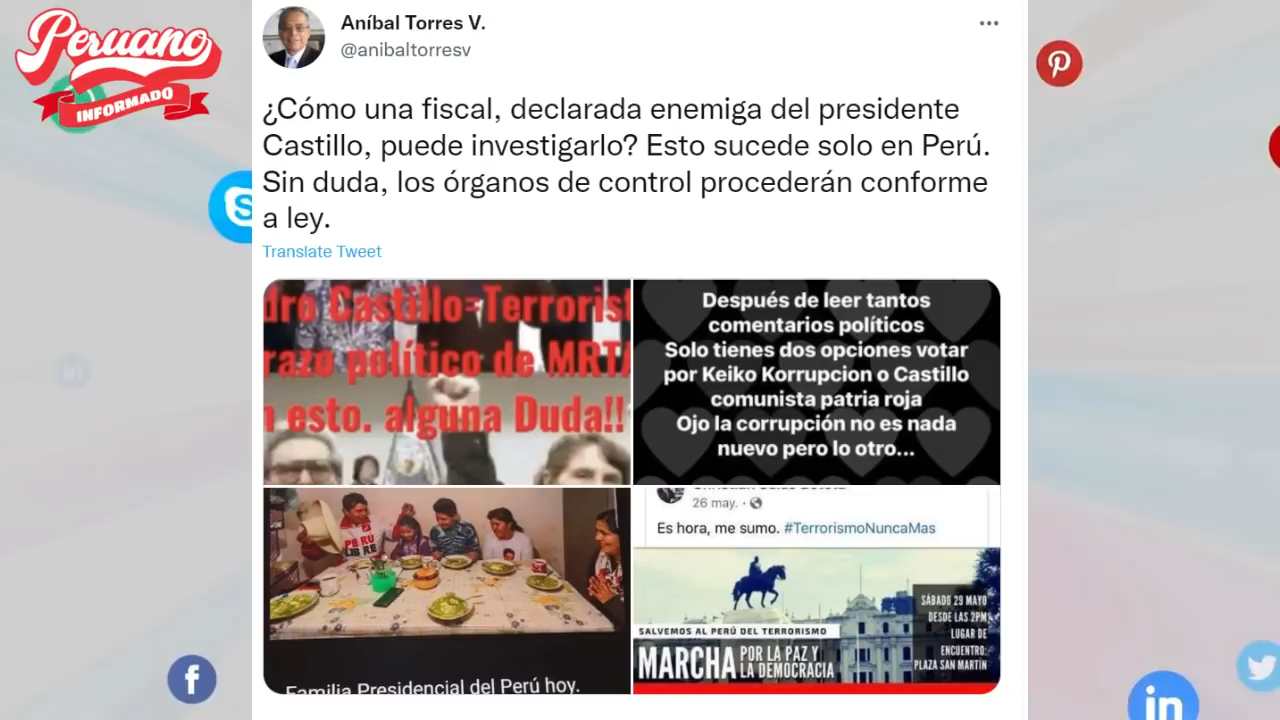 Peruano
INFORMADO
Aníbal Torres V.
@anibaltorresv
¿Cómo una fiscal, declarada enemiga del presidente
Castillo, puede investigarlo? Esto sucede solo en Perú.
Sin duda, los órganos de control procederán conforme
a ley.
Translate Tweet
dro Castillo=Terrorist
razo político de MRTA
n esto. alguna Duda!!
Después de leer tantos
comentarios políticos
Solo tienes dos opciones votar
por Keiko Korrupcion o Castillo
comunista patria roja
Ojo la corrupción no es nada
nuevo pero lo otro...
PERU
LIBRE
Familia Presidencial del Perú hoy.
26 may.
Es hora, me sumo. #TerrorismoNuncaMas
SÁBADO 29 MAYO
DESDE LAS 2PM
LUGAR DE
ENCUENTRO:
PLAZA SAN MARTÍN
SALVEMOS AL PERÚ DEL TERRORISMO
MARCHA POR LA PAZ Y
LA DEMOCRACIA
in